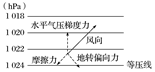 (hPa)
1 018
水平气压梯度力
1 020
风向
1 022
摩擦力 地转偏向力
1 024 等压线